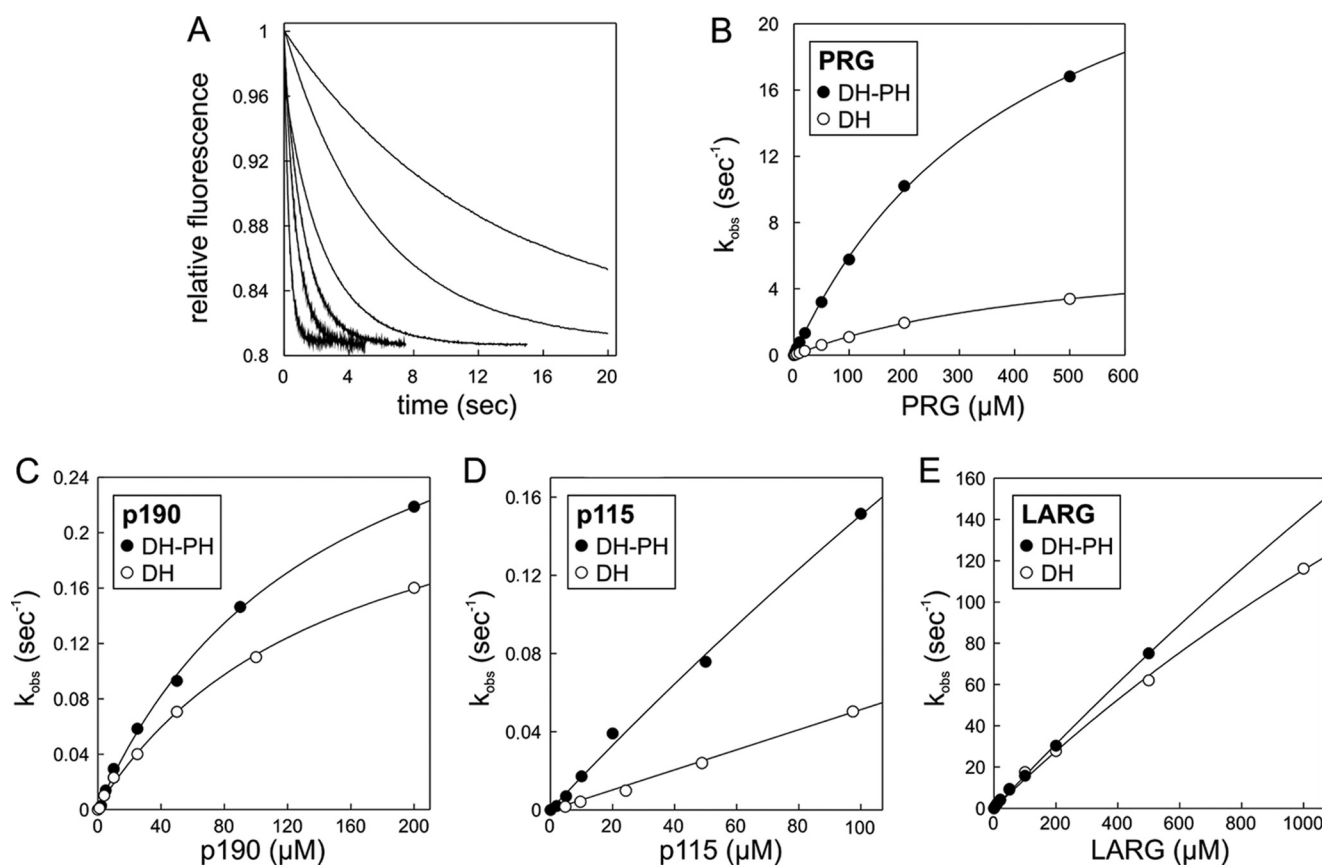 A
1
0.96
0.92
0.88
0.84
0.8
relative fluorescence
0 4 8 12 16 20
time (sec)
B
20
16
12
8
4
0
k_obs (sec⁻¹)
PRG
DH-PH
DH
0 100 200 300 400 500 600
PRG (µM)
C
0.24
0.2
0.16
0.12
0.08
0.04
0
k_obs (sec⁻¹)
p190
DH-PH
DH
0 40 80 120 160 200
p190 (µM)
D
0.16
0.12
0.08
0.04
0
k_obs (sec⁻¹)
p115
DH-PH
DH
0 20 40 60 80 100
p115 (µM)
E
160
140
120
100
80
60
40
20
0
k_obs (sec⁻¹)
LARG
DH-PH
DH
0 200 400 600 800 1000
LARG (µM)